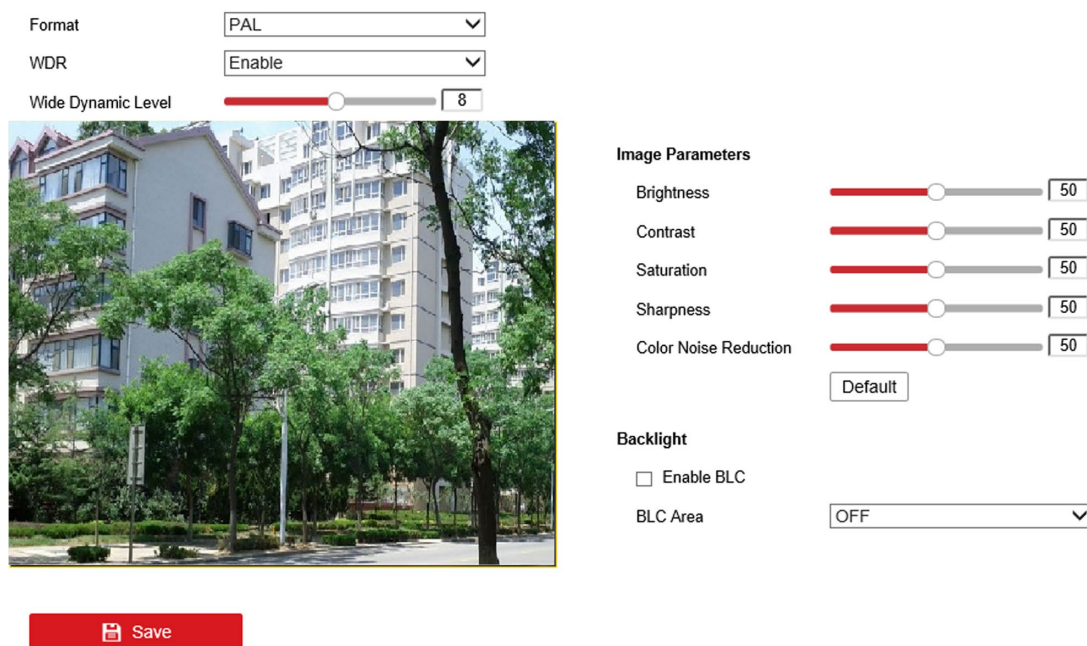 Format PAL
WDR Enable
Wide Dynamic Level 8
Image Parameters
Brightness 50
Contrast 50
Saturation 50
Sharpness 50
Color Noise Reduction 50
Default
Backlight
Enable BLC
BLC Area OFF
Save